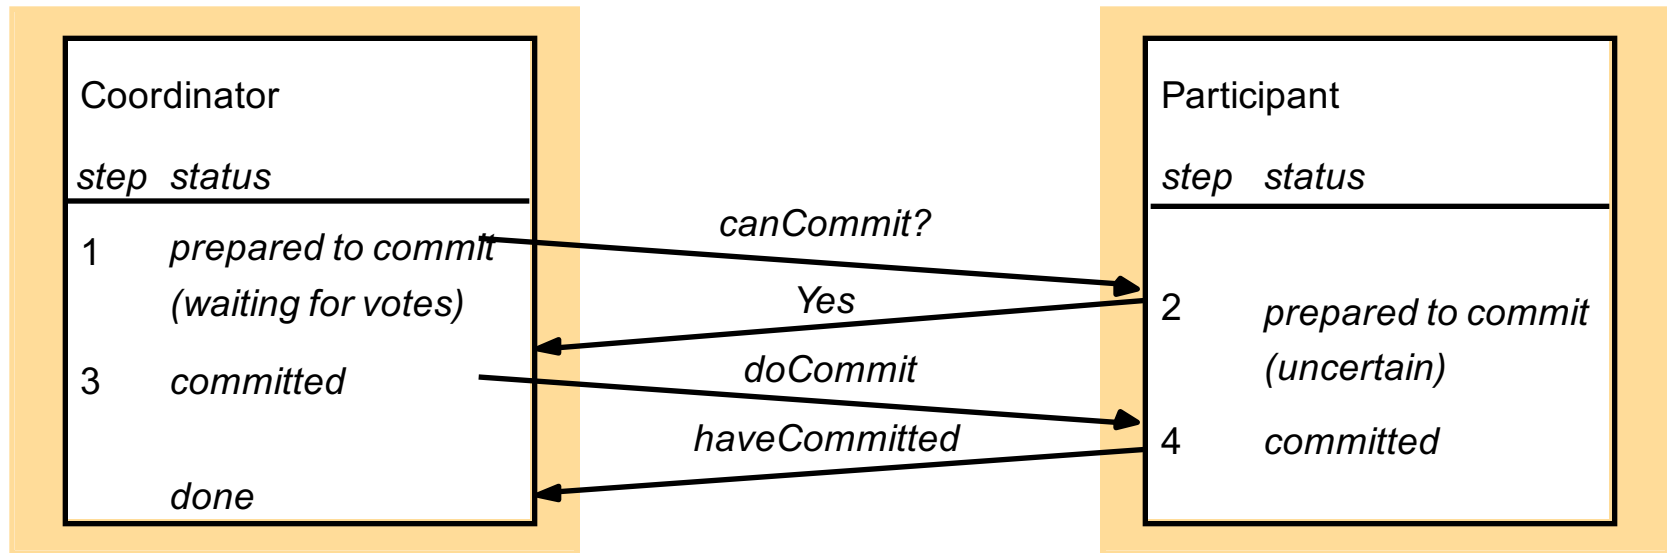 Coordinator
step status
1 prepared to commit
(waiting for votes)
3 committed
done
canCommit?
Yes
doCommit
haveCommitted
Participant
step status
2 prepared to commit
(uncertain)
4 committed